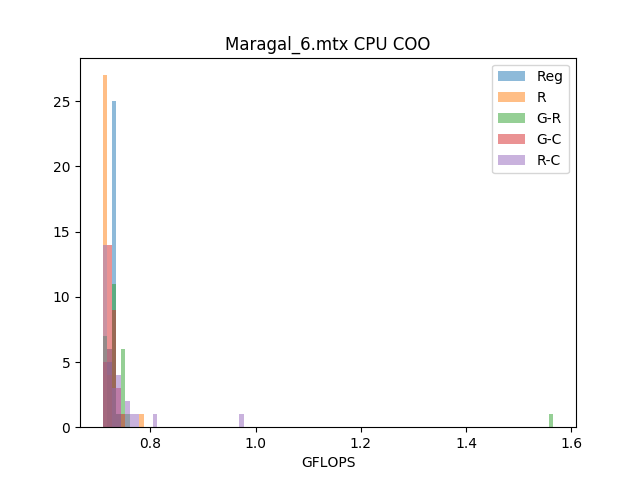 Maragal_6.mtx CPU COO
Reg
R
G-R
G-C
R-C
25
20
15
10
5
0
0.8 1.0 1.2 1.4 1.6
GFLOPS